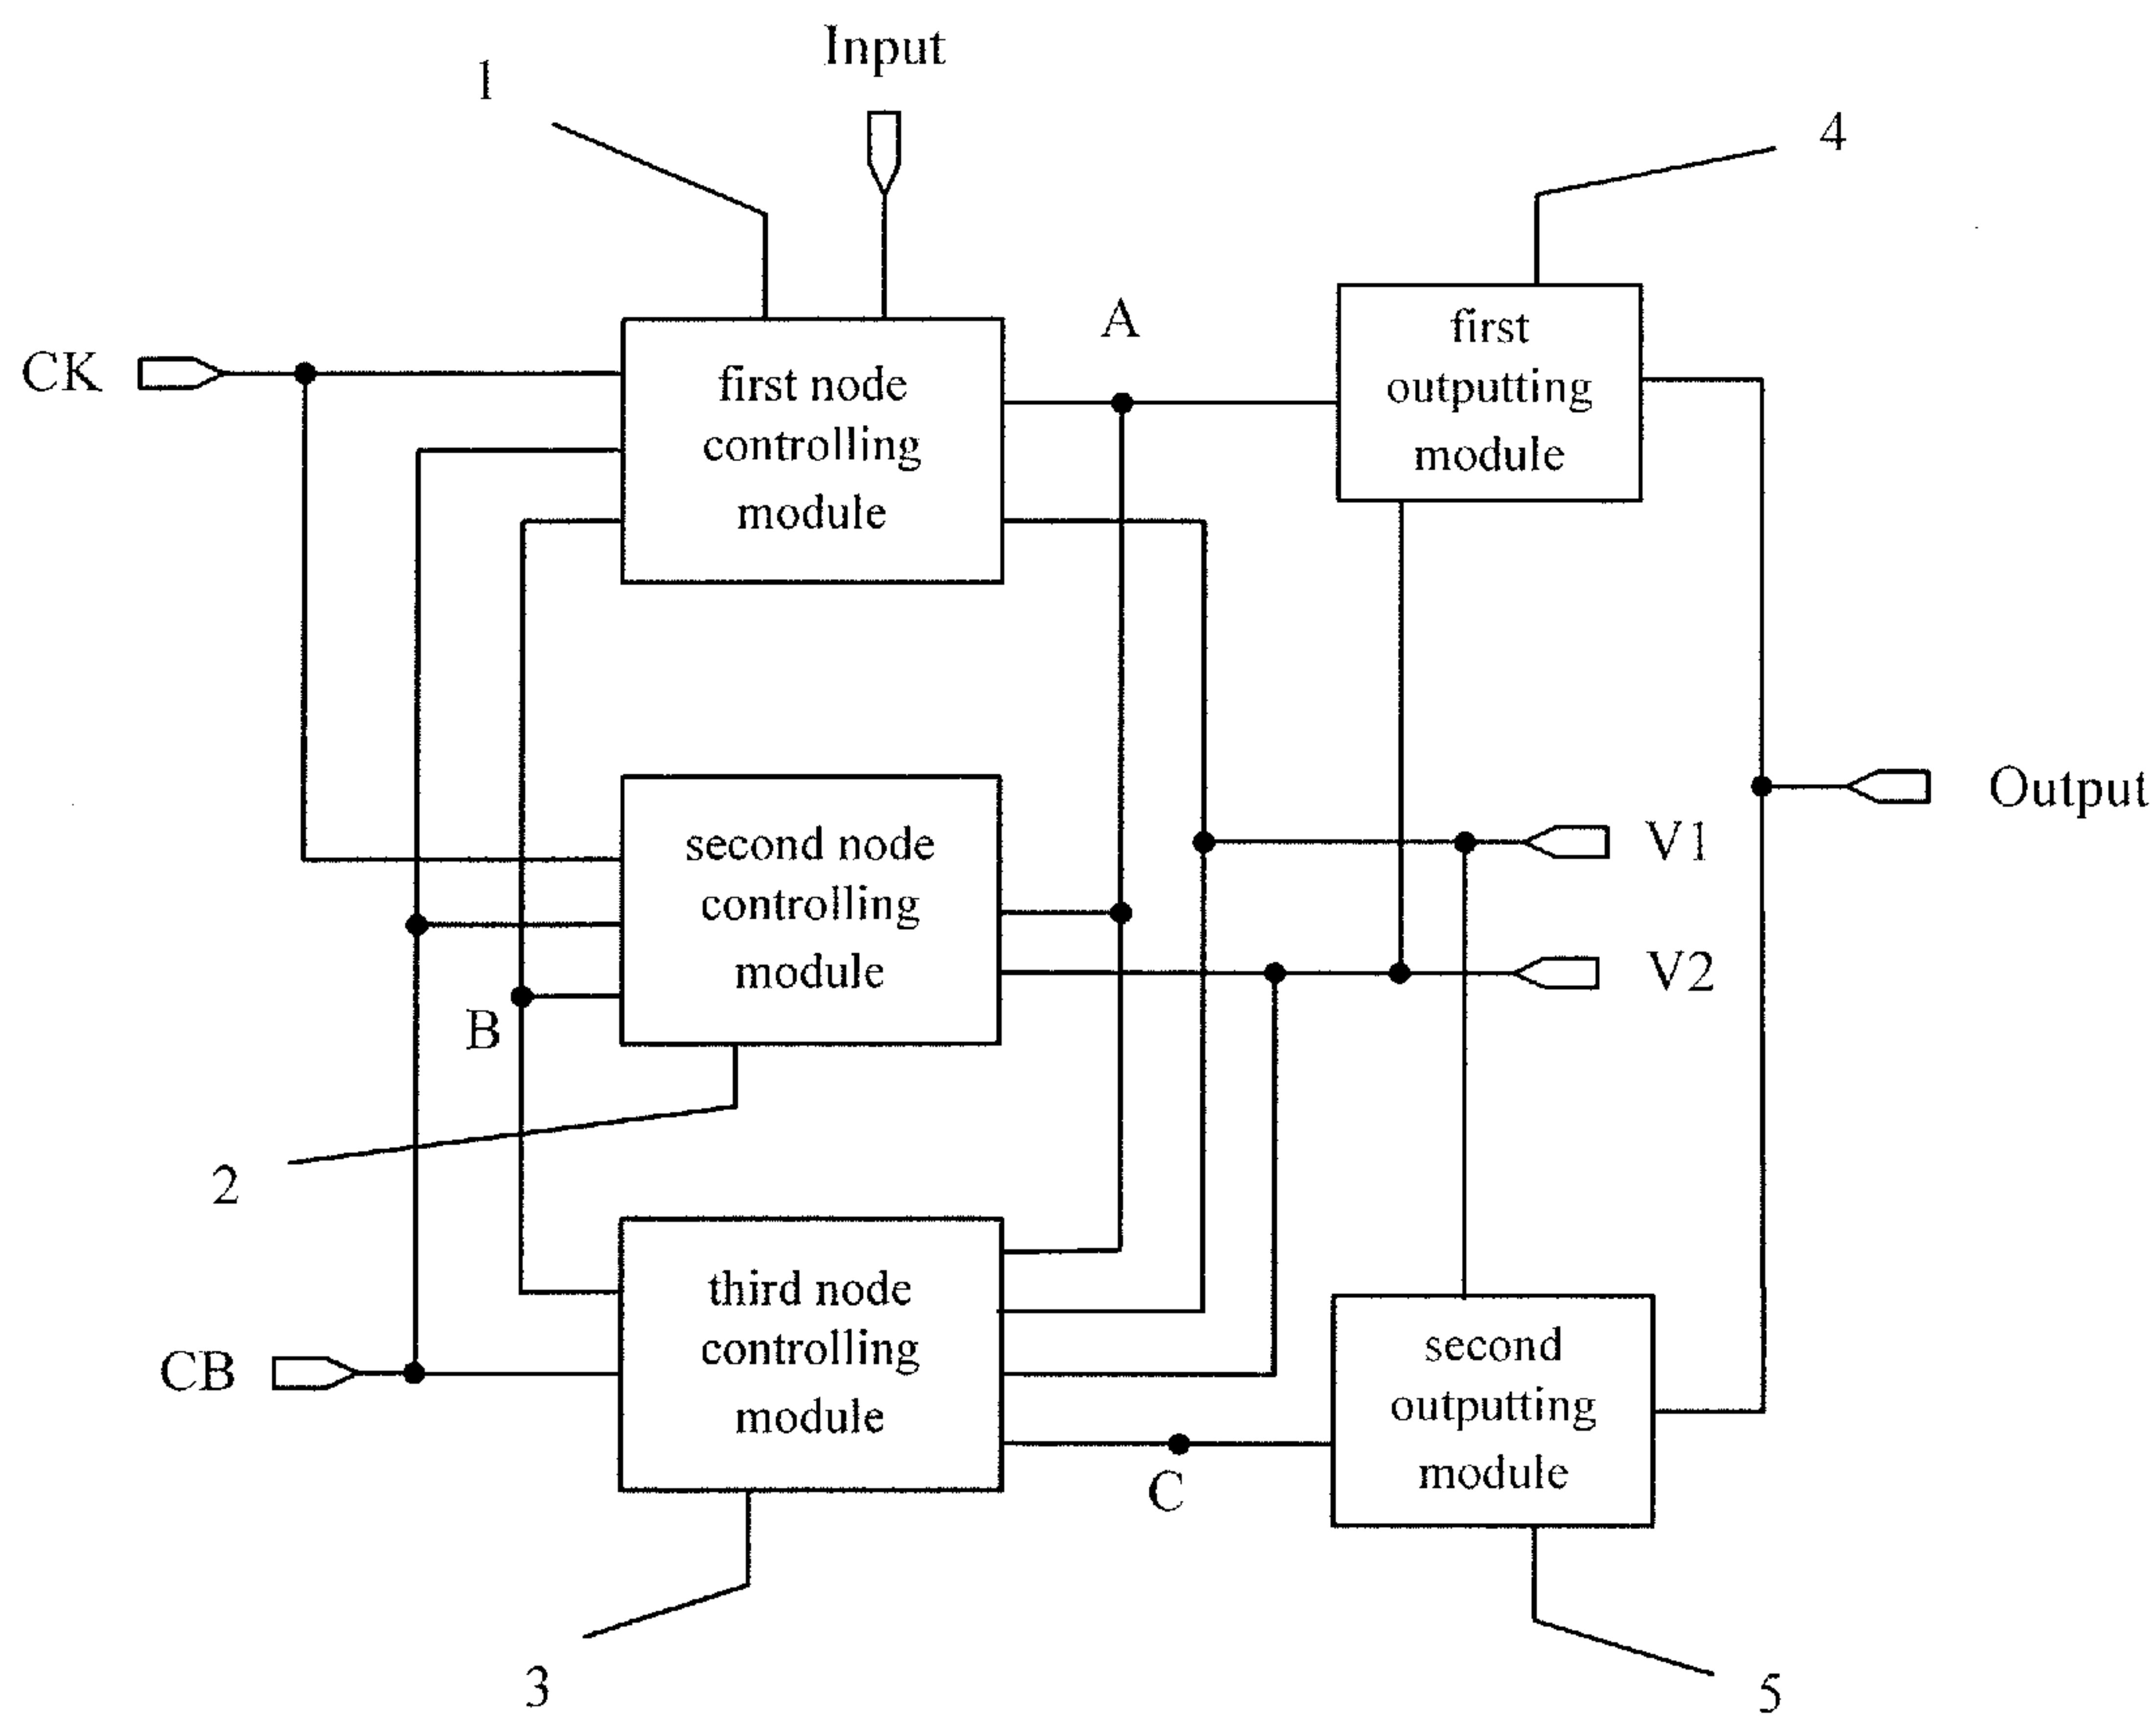 Input
1
4
CK
first node
controlling
module
A
first
outputting
module
second node
controlling
module
B
V1
V2
Output
2
third node
controlling
module
CB
C
second
outputting
module
3
5